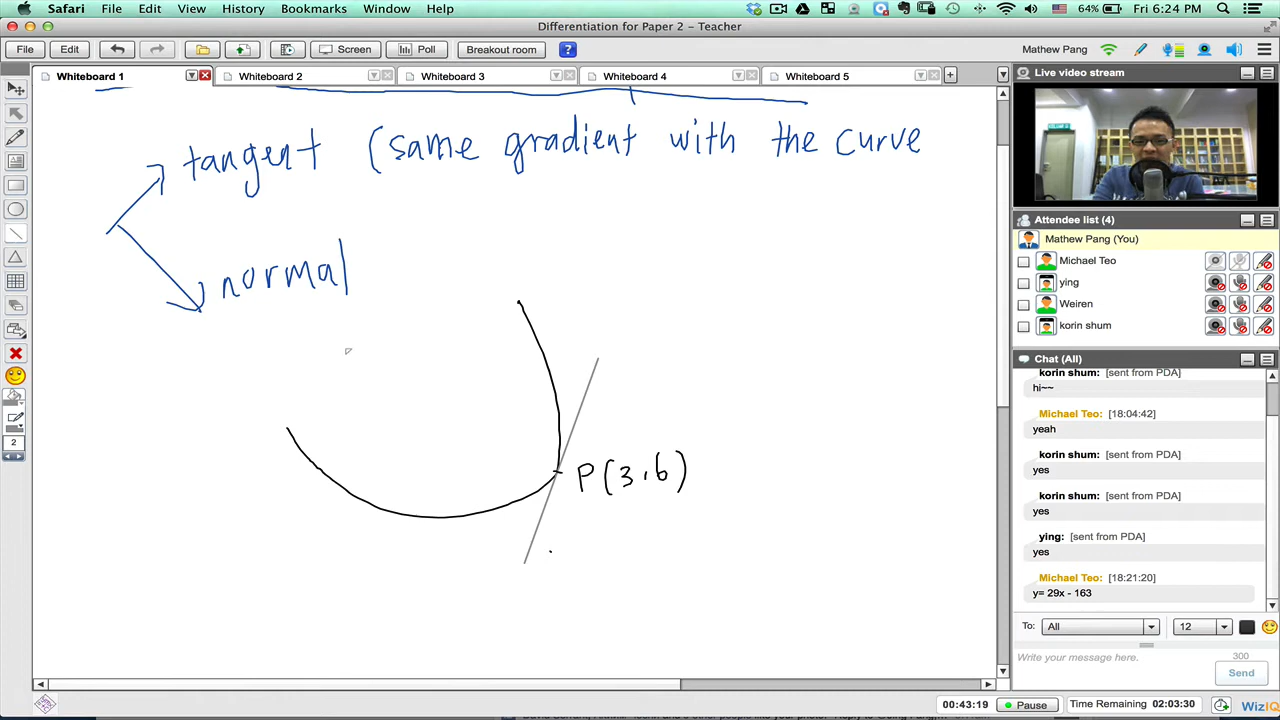 Safari File Edit View History Bookmarks Window Help 64% Fri 6:24 PM
Differentiation for Paper 2 - Teacher
File Edit Screen Poll Breakout room ? Mathew Pang
Whiteboard 1 Whiteboard 2 Whiteboard 3 Whiteboard 4 Whiteboard 5
Live video stream
tangent (same gradient with the curve
normal
P(3,6)
2
Attendee list (4)
Mathew Pang (You)
Michael Teo
ying
Weiren
korin shum
Chat (All)
korin shum: [sent from PDA]
hi~~
Michael Teo: [18:04:42]
yeah
korin shum: [sent from PDA]
yes
korin shum: [sent from PDA]
yes
ying: [sent from PDA]
yes
Michael Teo: [18:21:20]
y= 29x - 163
To: All 12
Write your message here. 300
Send
00:43:19 Pause Time Remaining 02:03:30 WizIQ